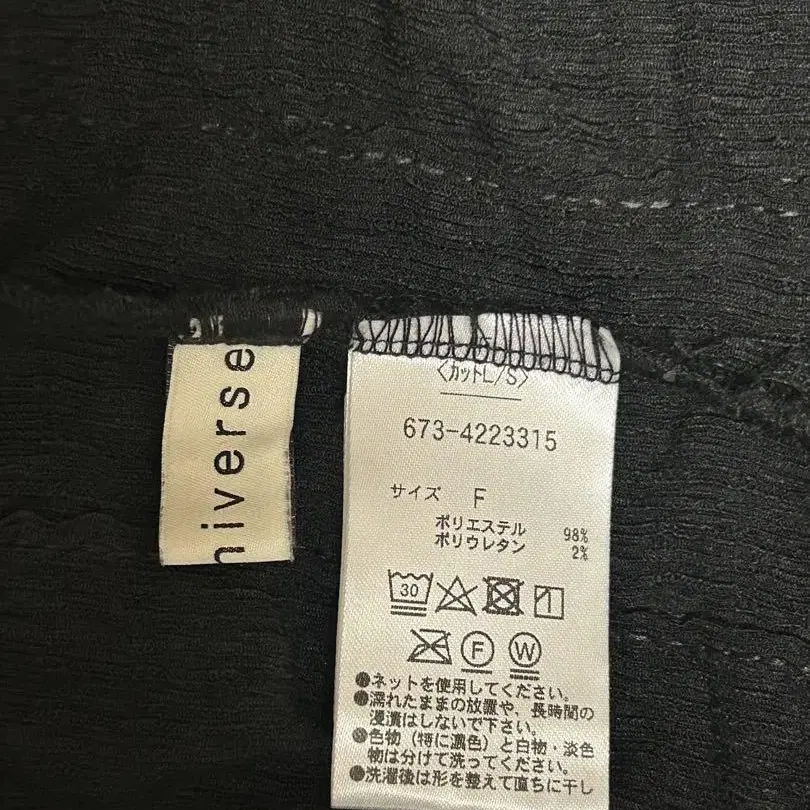 niverse
〈カットL/S〉
673-4223315
サイズ F
ポリエステル 98%
ポリウレタン 2%
30
F W
●ネットを使用してください。
●濡れたままの放置や、長時間の
浸漬はしないで下さい。
●色物（特に濃色）と白物・淡色
物は分けて洗ってください。
●洗濯後は形を整えて直ちに干し